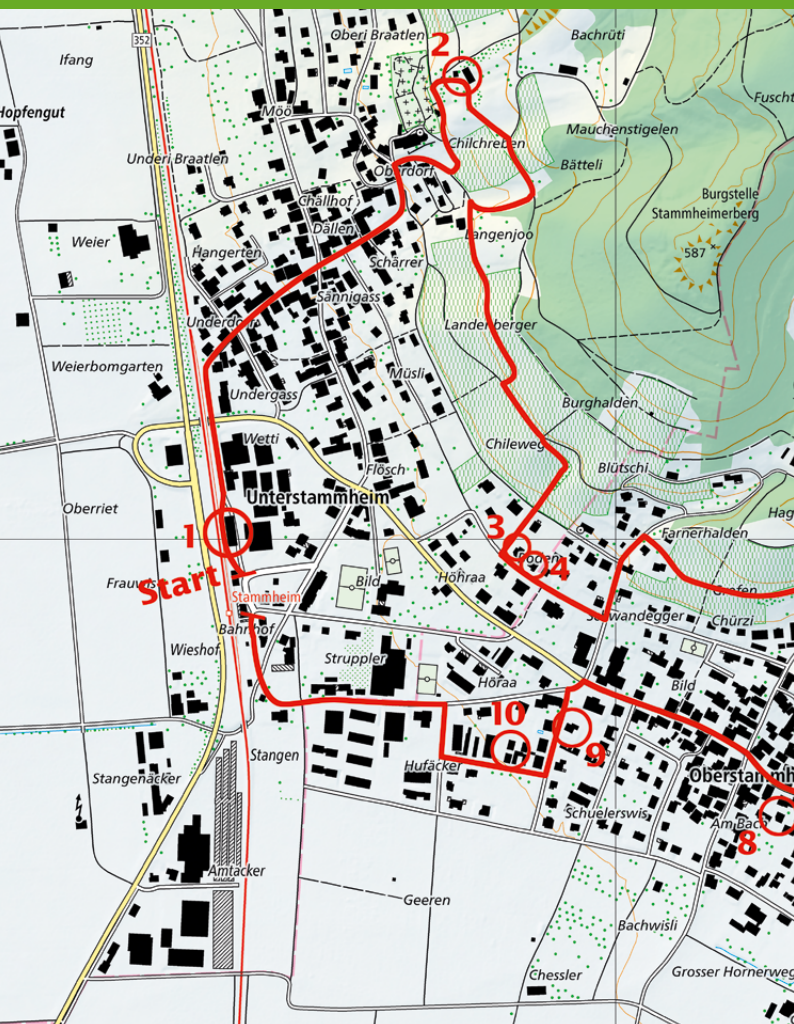 352
Oberi Braatlen
2
Bachrüti
Ifang
Hopfengut
Möö
Fuscht
Mauchenstigelen
Chilchreben
Underi Braatlen
Bätteli
Oberdorf
Burgstelle
Stammheimerberg
Chällhof
Dällen
Weier
Langenjoo
587
Hangerten
Schärrer
Sännigass
Underdorf
Landenberger
Weierbomgarten
Müsli
Undergass
Burghalden
Wetti
Chileweg
Flösch
Blütschi
Unterstammheim
Oberriet
Hag
1
3
Farnerhalden
Boden
4
Start
Frauwis
Bild
Höhraa
Stammheim
Grofen
Schwandegger
Chürzi
Bahnhof
Wieshof
Struppler
Höraa
Bild
10
9
Stangen
Hufäcker
Stangenäcker
Oberstammh
Schuelerswis
Am Bach
8
Amtacker
Geeren
Bachwisli
Chessler
Grosser Hornerweg